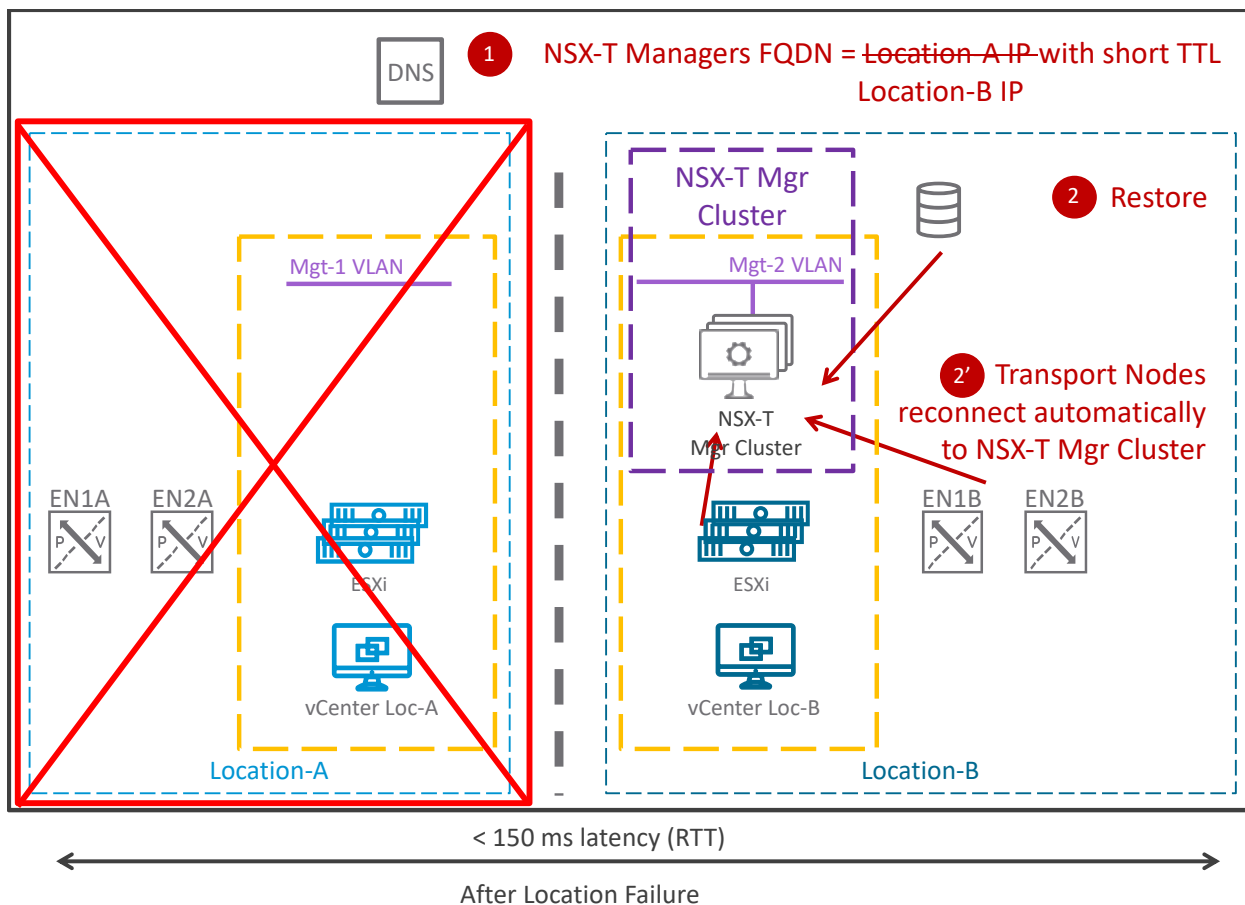 DNS
1
NSX-T Managers FQDN = Location-A IP with short TTL
Location-B IP
NSX-T Mgr
Cluster
2
Restore
Mgt-1 VLAN
Mgt-2 VLAN
2'
Transport Nodes
reconnect automatically
to NSX-T Mgr Cluster
NSX-T
Mgr Cluster
EN1A
EN2A
P
V
P
V
ESXi
vCenter Loc-A
Location-A
EN1B
EN2B
P
V
P
V
ESXi
vCenter Loc-B
Location-B
< 150 ms latency (RTT)
After Location Failure